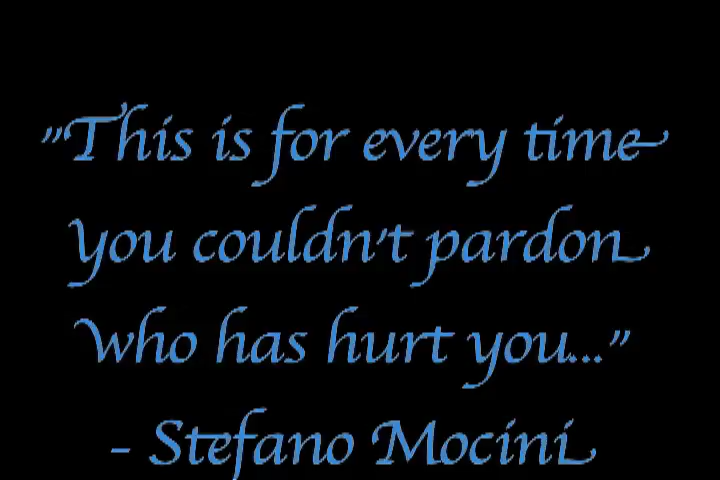 "This is for every time
you couldn't pardon
who has hurt you..."
- Stefano Mocini